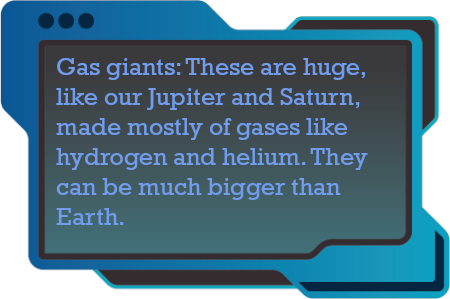 Gas giants: These are huge,
like our Jupiter and Saturn,
made mostly of gases like
hydrogen and helium. They
can be much bigger than
Earth.